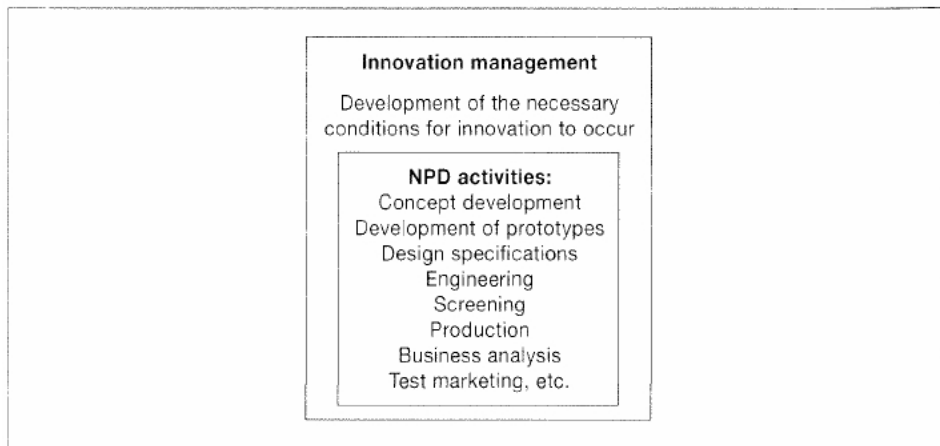 Innovation management
Development of the necessary
conditions for innovation to occur
NPD activities:
Concept development
Development of prototypes
Design specifications
Engineering
Screening
Production
Business analysis
Test marketing, etc.